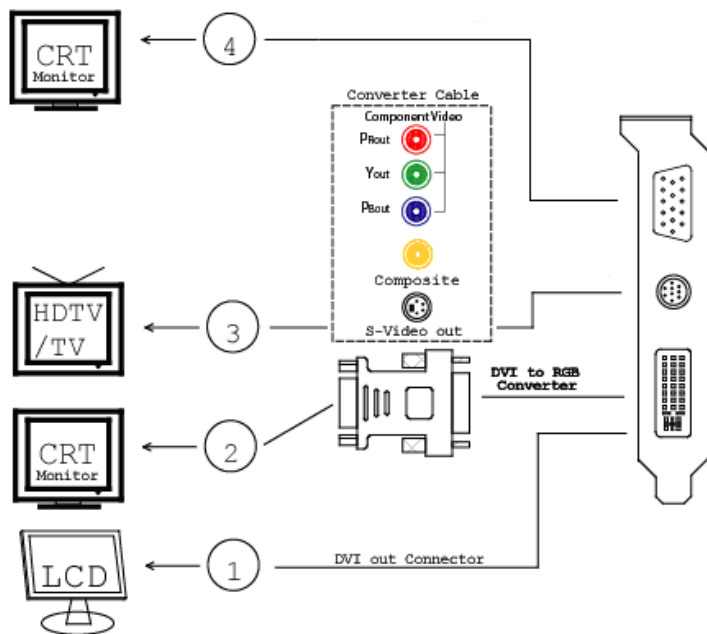 CRT
Monitor
4
Converter Cable
ComponentVideo
PRout
Yout
PBout
Composite
S-Video out
HDTV
/TV
3
DVI to RGB
Converter
CRT
Monitor
2
LCD
1
DVI out Connector